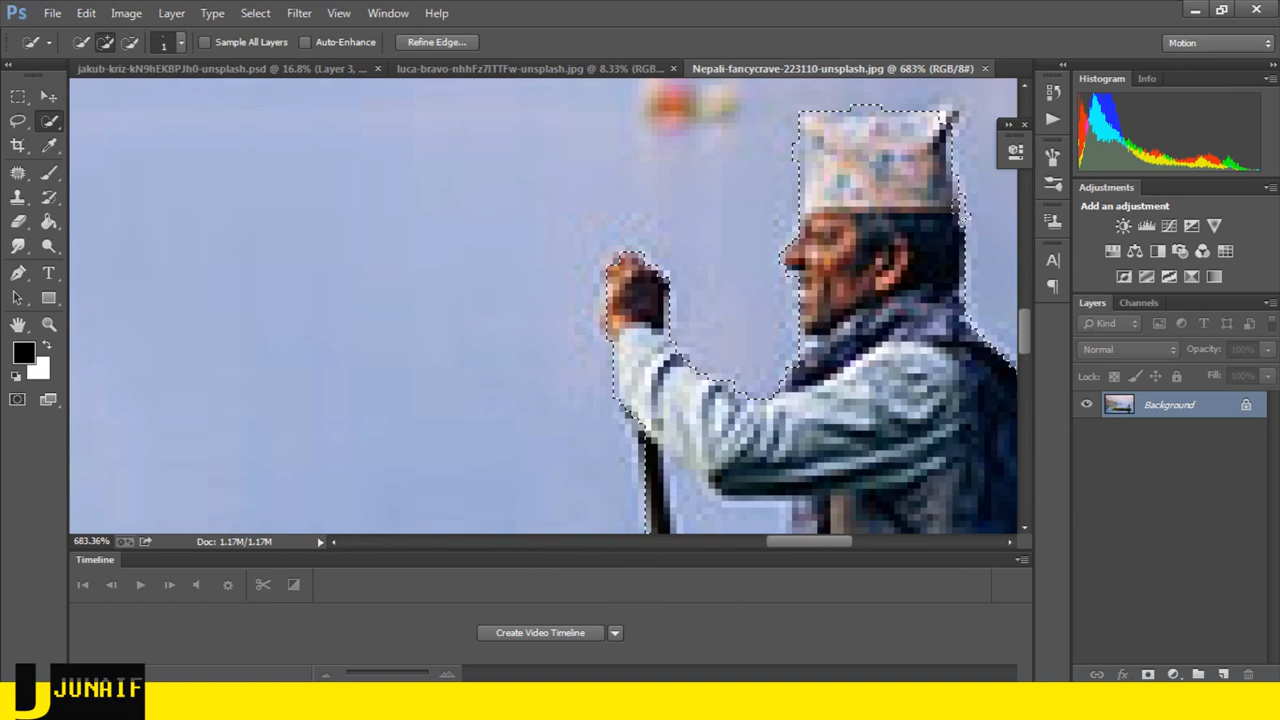 Ps File Edit Image Layer Type Select Filter View Window Help
1 Sample All Layers Auto-Enhance Refine Edge... Motion
jakub-kriz-kN9hEKBPJh0-unsplash.psd @ 16.8% (Layer 3, ... × luca-bravo-nhhFz7ITTFw-unsplash.jpg @ 8.33% (RGB... × Nepali-fancycrave-223110-unsplash.jpg @ 683% (RGB/8#) ×
Histogram Info
Adjustments
Add an adjustment
Layers Channels
Kind
Normal Opacity: 100%
Lock: Fill: 100%
Background
683.36% Doc: 1.17M/1.17M
Timeline
Create Video Timeline
J JUNAIF